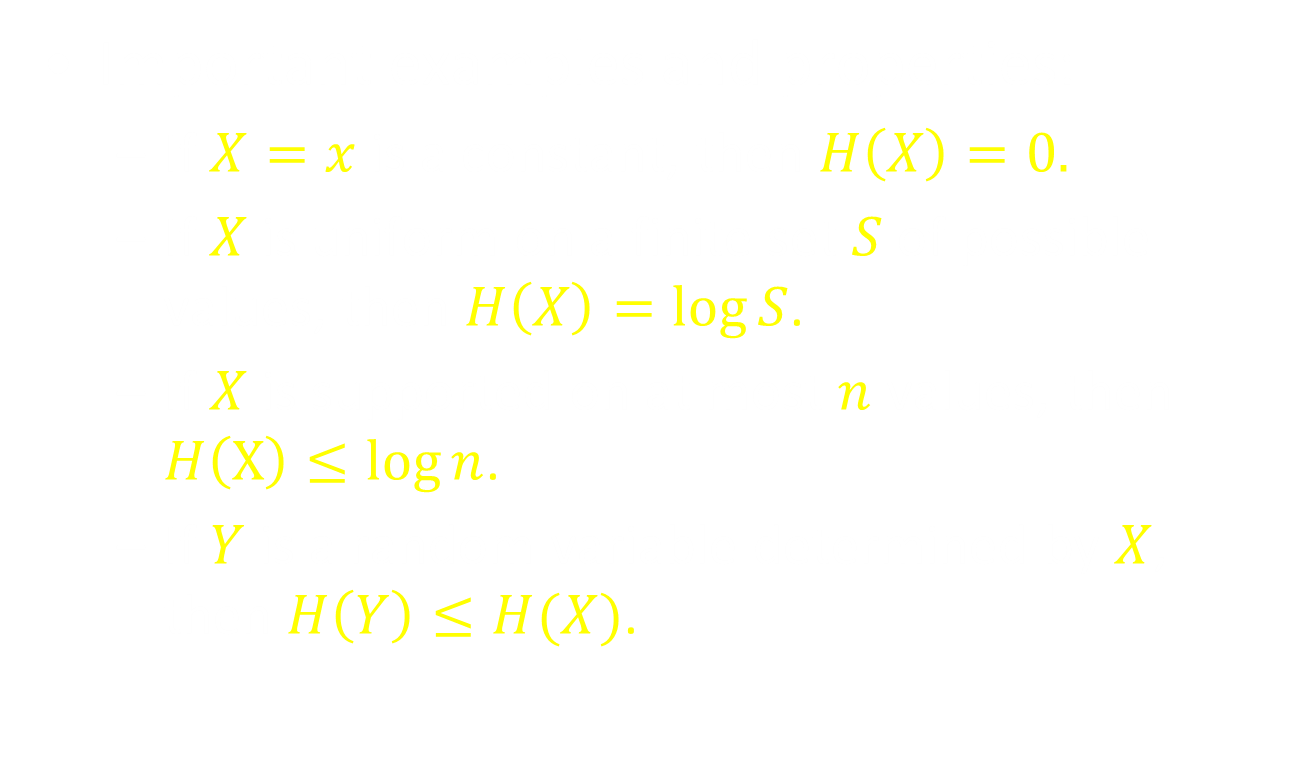 X = x H(X) = 0.
X S
H(X) = log S.
X n
H(X) ≤ log n.
Y X
H(Y) ≤ H(X).